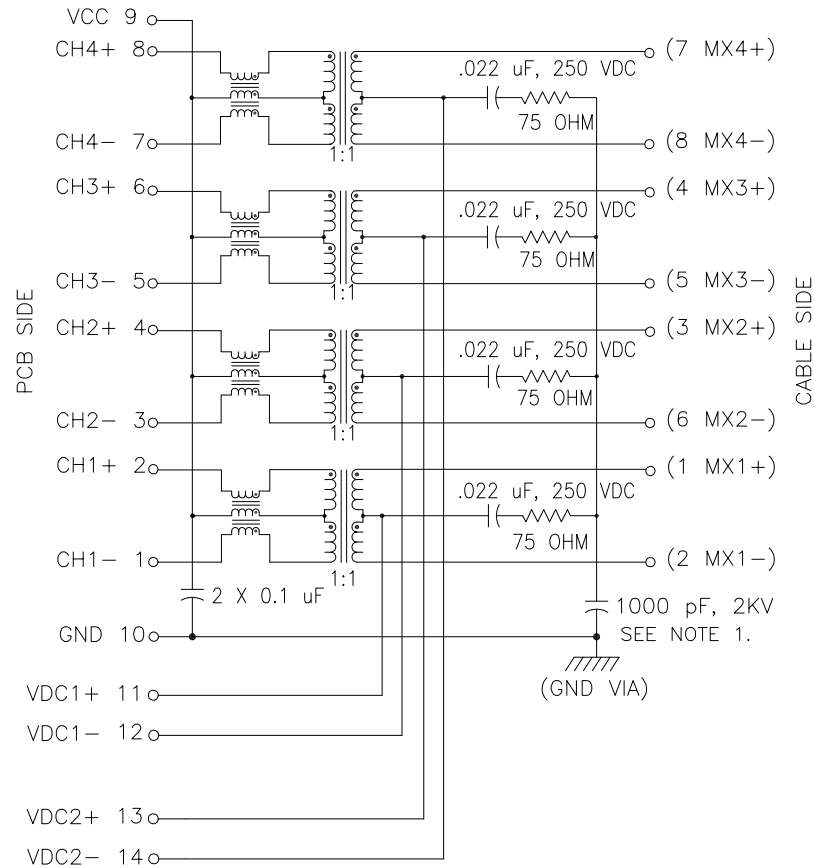 VCC 9
CH4+ 8
(7 MX4+)
.022 uF, 250 VDC
75 OHM
CH4- 7
1:1
(8 MX4-)
CH3+ 6
(4 MX3+)
.022 uF, 250 VDC
75 OHM
CH3- 5
1:1
(5 MX3-)
PCB SIDE
CABLE SIDE
CH2+ 4
(3 MX2+)
.022 uF, 250 VDC
75 OHM
CH2- 3
1:1
(6 MX2-)
CH1+ 2
(1 MX1+)
.022 uF, 250 VDC
75 OHM
CH1- 1
1:1
(2 MX1-)
2 X 0.1 uF
1000 pF, 2KV
GND 10
SEE NOTE 1.
(GND VIA)
VDC1+ 11
VDC1- 12
VDC2+ 13
VDC2- 14